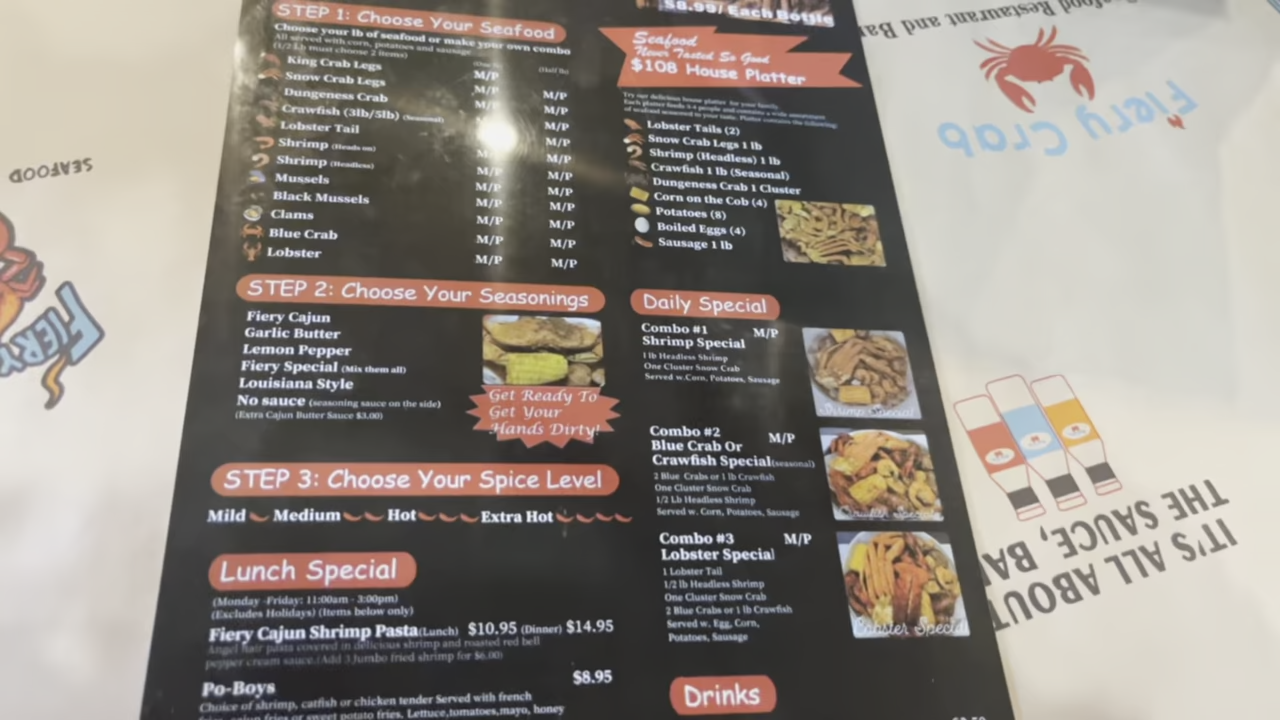 STEP 1: Choose Your Seafood
Choose your lb of seafood or make your own combo
All served with corn, potatoes and sausage
(1/2 Lb must choose 2 items)
(Half lb)
King Crab Legs M/P
Snow Crab Legs M/P M/P
Dungeness Crab M/P M/P
Crawfish (3lb/5lb) (Seasonal) M/P
Lobster Tail M/P
Shrimp (Heads on) M/P M/P
Shrimp (Headless) M/P M/P
Mussels M/P M/P
Black Mussels M/P M/P
Clams M/P M/P
Blue Crab M/P M/P
Lobster M/P M/P
STEP 2: Choose Your Seasonings
Fiery Cajun
Garlic Butter
Lemon Pepper
Fiery Special (Mix them all)
Louisiana Style
No sauce (seasoning sauce on the side)
(Extra Cajun Butter Sauce $3.00)
Get Ready To
Get Your
Hands Dirty!
STEP 3: Choose Your Spice Level
Mild Medium Hot Extra Hot
Lunch Special
(Monday -Friday: 11:00am - 3:00pm)
(Excludes Holidays) (Items below only)
Fiery Cajun Shrimp Pasta(Lunch) $10.95 (Dinner) $14.95
Angel hair pasta covered in delicious shrimp and roasted red bell
pepper cream sauce.(Add 3 Jumbo fried shrimp for $6.00)
Po-Boys $8.95
Choice of shrimp, catfish or chicken tender Served with french
fries, cajun fries or sweet potato fries. Lettuce,tomatoes,mayo, honey
$8.99/ Each Bottle
Seafood
Never Tasted So Good
$108 House Platter
Try our delicious house platter for your family.
Each platter feeds 3-4 people and contains a wide assortment
of seafood seasoned to your taste. Platter contains the following:
Lobster Tails (2)
Snow Crab Legs 1 lb
Shrimp (Headless) 1 lb
Crawfish 1 lb (Seasonal)
Dungeness Crab 1 Cluster
Corn on the Cob (4)
Potatoes (8)
Boiled Eggs (4)
Sausage 1 lb
Daily Special
Combo #1 M/P
Shrimp Special
1 lb Headless Shrimp
One Cluster Snow Crab
Served w.Corn, Potatoes, Sausage
Shrimp Special
Combo #2 M/P
Blue Crab Or
Crawfish Special(seasonal)
2 Blue Crabs or 1 lb Crawfish
One Cluster Snow Crab
1/2 Lb Headless Shrimp
Served w. Corn, Potatoes, Sausage
Crawfish Special
Combo #3 M/P
Lobster Special
1 Lobster Tail
1/2 lb Headless Shrimp
One Cluster Snow Crab
2 Blue Crabs or 1 lb Crawfish
Served w. Egg, Corn,
Potatoes, Sausage
Lobster Special
Drinks
SEAFOOD
FIERY
Fiery Crab
Seafood Restaurant and Bar
IT'S ALL ABOUT
THE SAUCE, BA